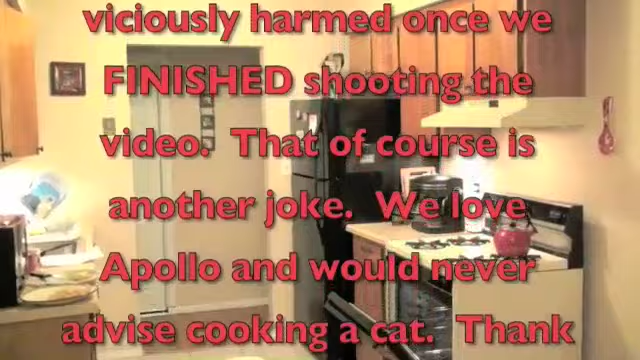 viciously harmed once we
FINISHED shooting the
video. That of course is
another joke. We love
Apollo and would never
advise cooking a cat. Thank